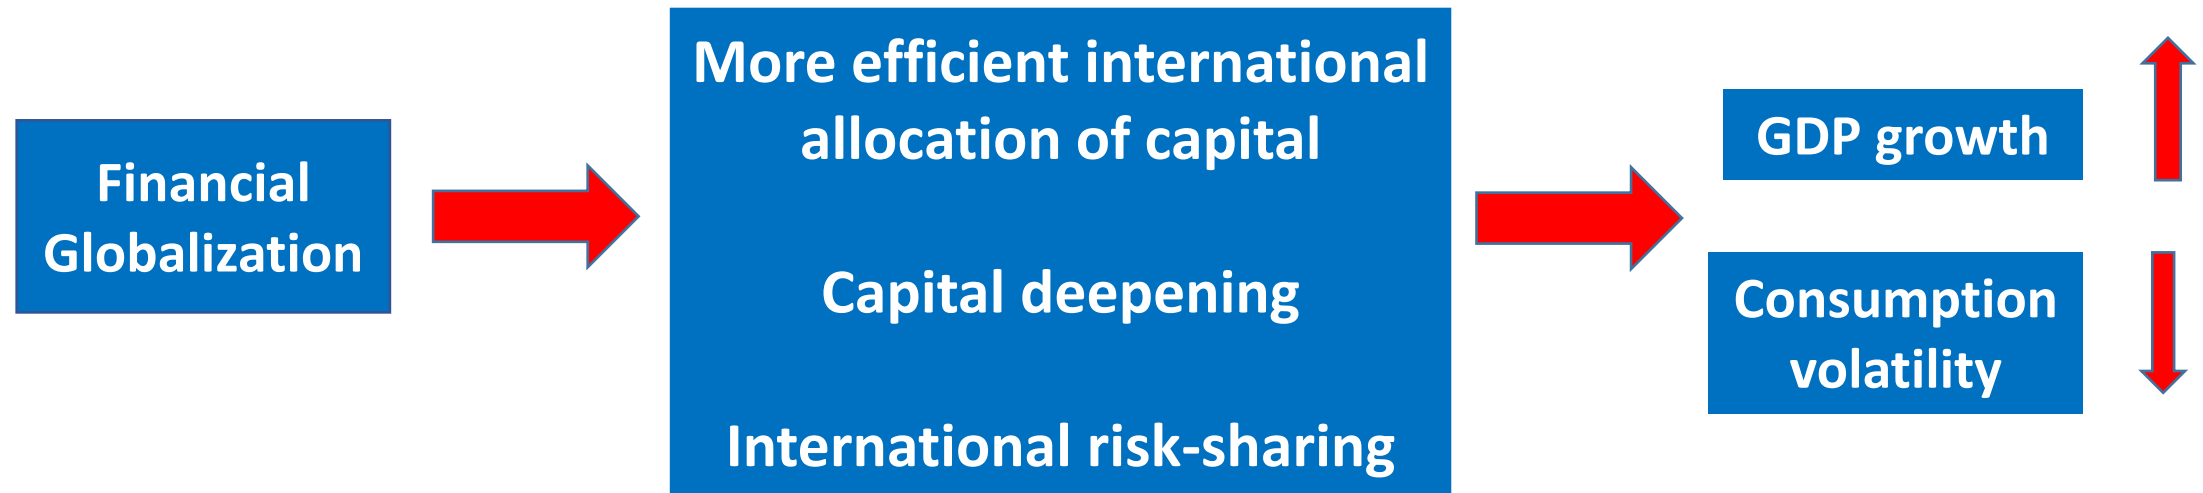 Financial
Globalization
More efficient international
allocation of capital
Capital deepening
International risk-sharing
GDP growth
Consumption
volatility